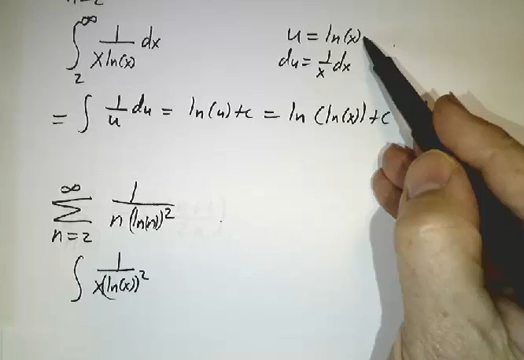 n=2
∫₂^∞ 1/(x ln(x)) dx
u = ln(x)
du = 1/x dx
= ∫ 1/u du = ln(u)+c = ln(ln(x))+c
∞
∑ 1/(n(ln(n))²
n=2
∫ 1/(x(ln(x))²